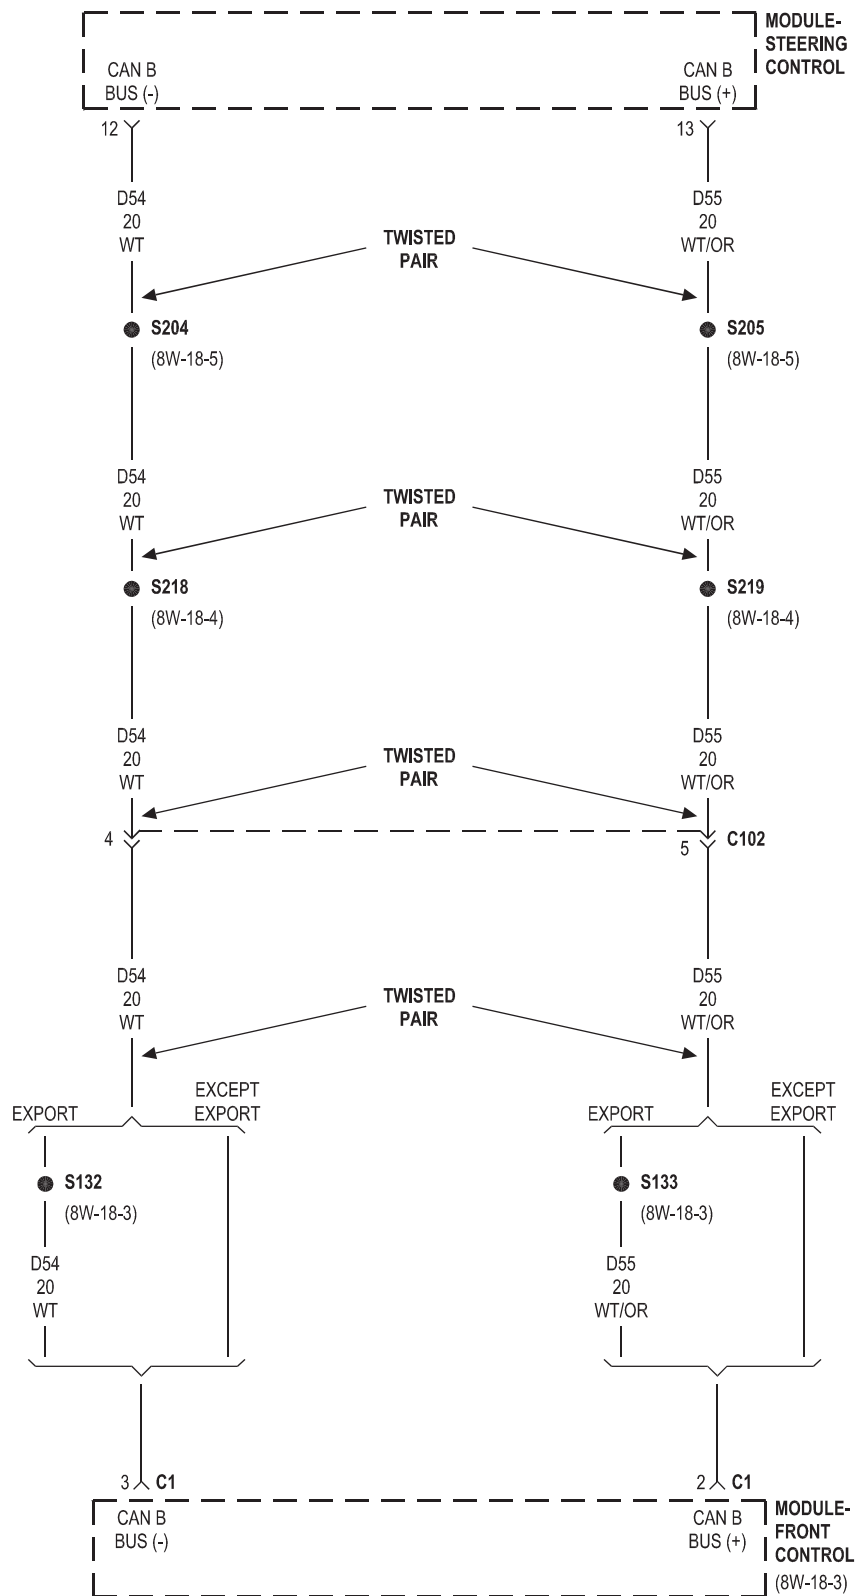 MODULE-
STEERING
CONTROL
CAN B
BUS (-)
CAN B
BUS (+)
12
13
D54
20
WT
D55
20
WT/OR
TWISTED
PAIR
S204
(8W-18-5)
S205
(8W-18-5)
D54
20
WT
D55
20
WT/OR
TWISTED
PAIR
S218
(8W-18-4)
S219
(8W-18-4)
D54
20
WT
D55
20
WT/OR
TWISTED
PAIR
4
5
C102
D54
20
WT
D55
20
WT/OR
TWISTED
PAIR
EXPORT
EXCEPT
EXPORT
EXPORT
EXCEPT
EXPORT
S132
(8W-18-3)
S133
(8W-18-3)
D54
20
WT
D55
20
WT/OR
3 C1
2 C1
CAN B
BUS (-)
CAN B
BUS (+)
MODULE-
FRONT
CONTROL
(8W-18-3)